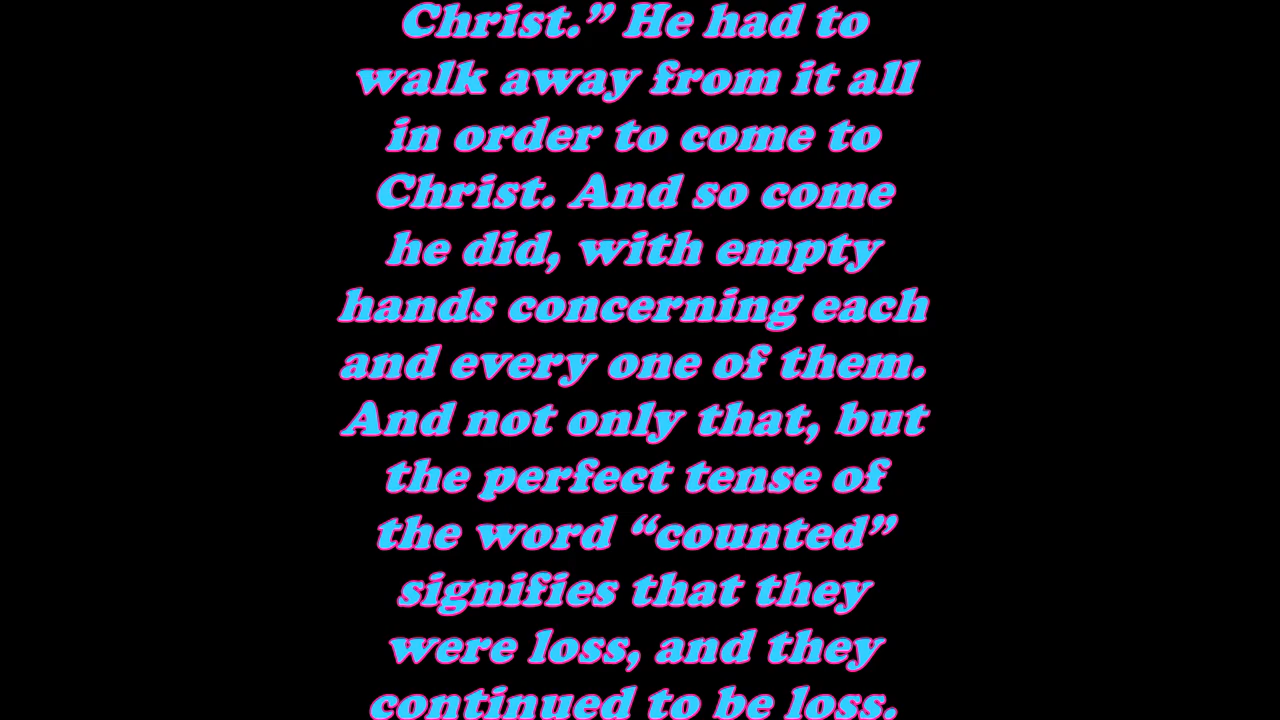 Christ.” He had to
walk away from it all
in order to come to
Christ. And so come
he did, with empty
hands concerning each
and every one of them.
And not only that, but
the perfect tense of
the word “counted”
signifies that they
were loss, and they
continued to be loss.